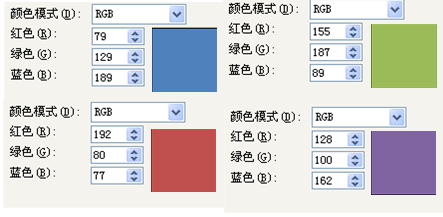 颜色模式(D): RGB
红色(R): 79
绿色(G): 129
蓝色(B): 189
颜色模式(D): RGB
红色(R): 155
绿色(G): 187
蓝色(B): 89
颜色模式(D): RGB
红色(R): 192
绿色(G): 80
蓝色(B): 77
颜色模式(D): RGB
红色(R): 128
绿色(G): 100
蓝色(B): 162